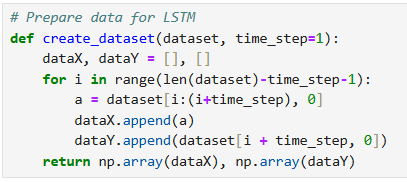 # Prepare data for LSTM
def create_dataset(dataset, time_step=1):
    dataX, dataY = [], []
    for i in range(len(dataset)-time_step-1):
        a = dataset[i:(i+time_step), 0]
        dataX.append(a)
        dataY.append(dataset[i + time_step, 0])
    return np.array(dataX), np.array(dataY)